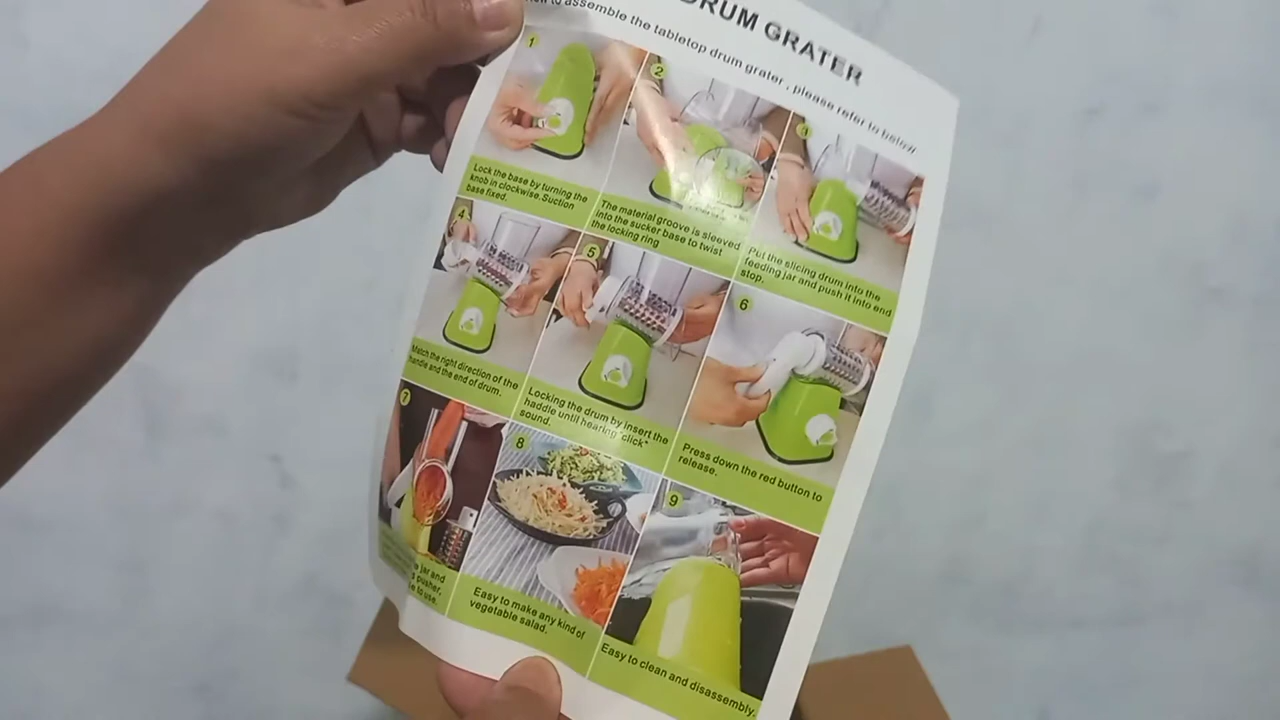 DRUM GRATER
to assemble the tabletop drum grater , please refer to below
1
2
Lock the base by turning the
knob in clockwise.Suction
base fixed.
The material groove is sleeved
into the sucker base to twist
the locking ring
Put the slicing drum into the
feeding jar and push it into end
stop.
4
5
6
Match the right direction of the
handle and the end of drum.
Locking the drum by insert the
haddle until hearing"click"
sound.
Press down the red button to
release.
7
8
9
jar and
pusher,
to use.
Easy to make any kind of
vegetable salad.
Easy to clean and disassembly.